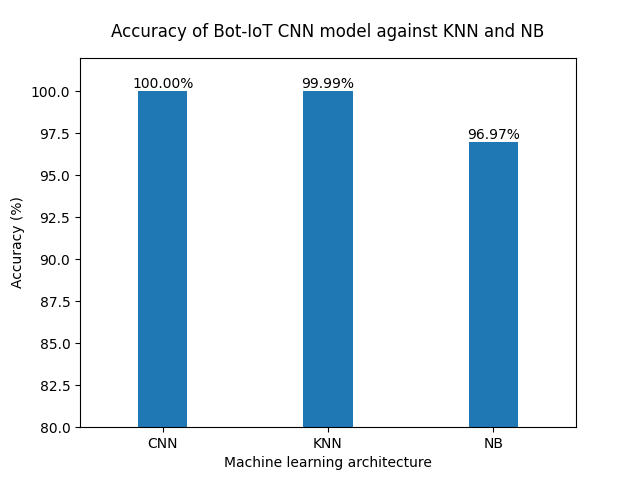 Accuracy of Bot-IoT CNN model against KNN and NB
100.00%
99.99%
96.97%
100.0
97.5
95.0
92.5
90.0
87.5
85.0
82.5
80.0
Accuracy (%)
CNN
KNN
NB
Machine learning architecture